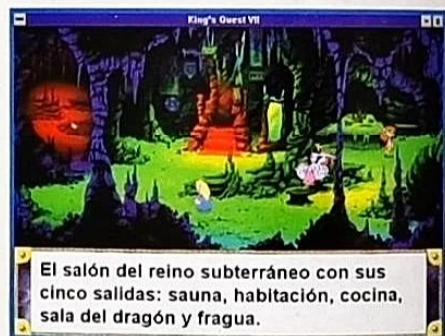 King's Quest VII
El salón del reino subterráneo con sus
cinco salidas: sauna, habitación, cocina,
sala del dragón y fragua.